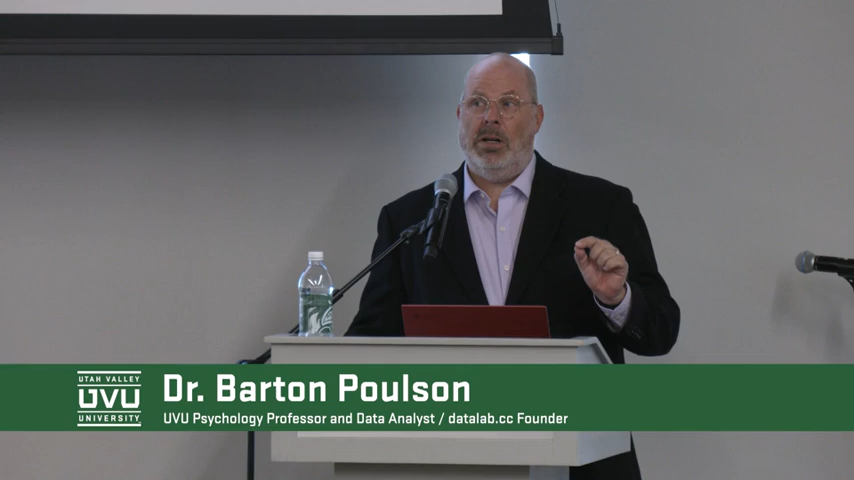 UTAH VALLEY
UVU
UNIVERSITY
Dr. Barton Poulson
UVU Psychology Professor and Data Analyst / datalab.cc Founder